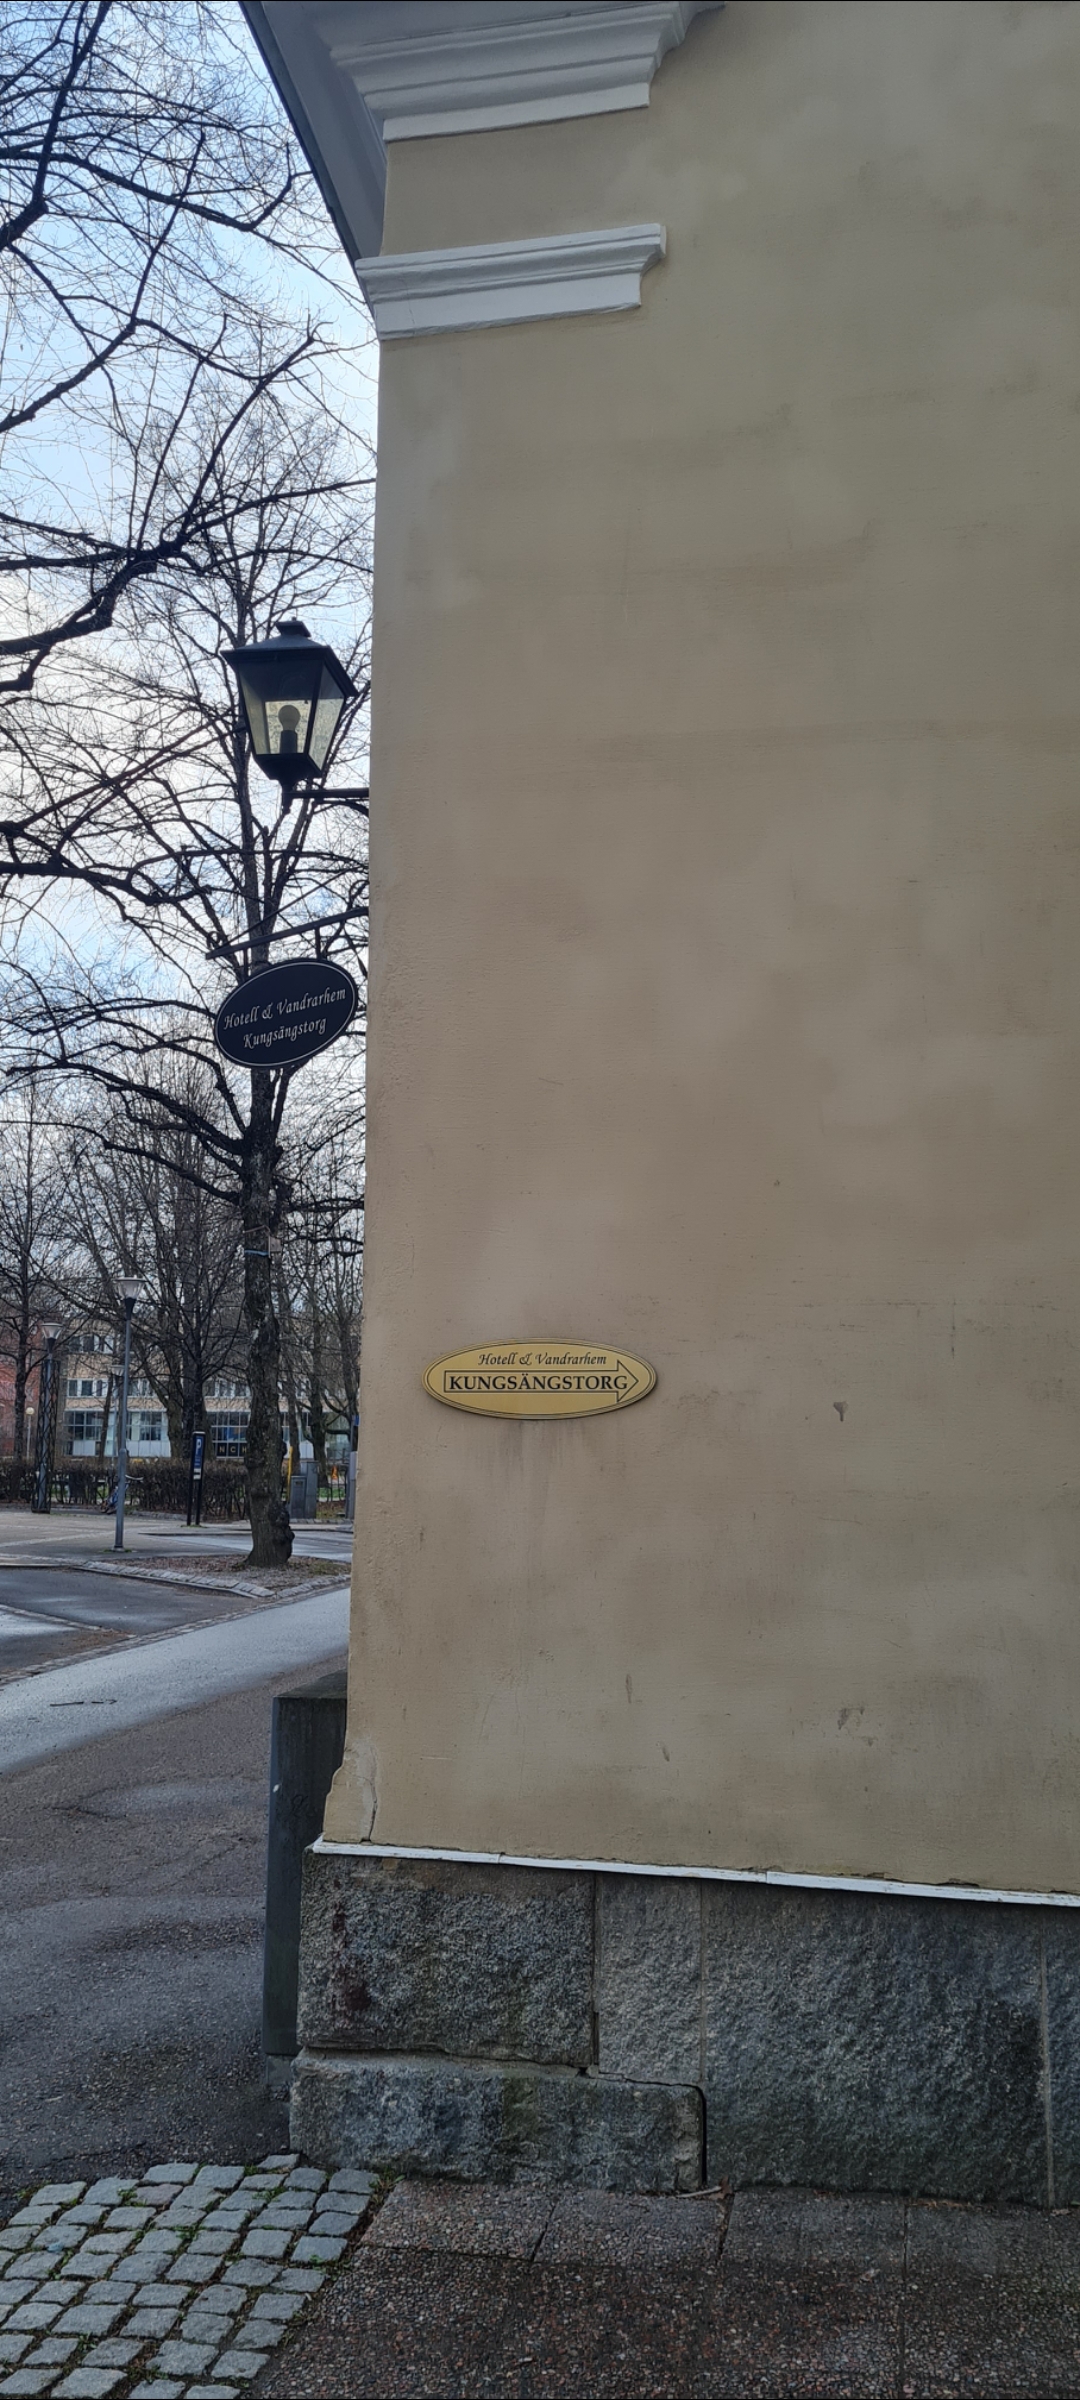 Hotell & Vandrarhem
Kungsängstorg
Hotell & Vandrarhem
KUNGSÄNGSTORG
P